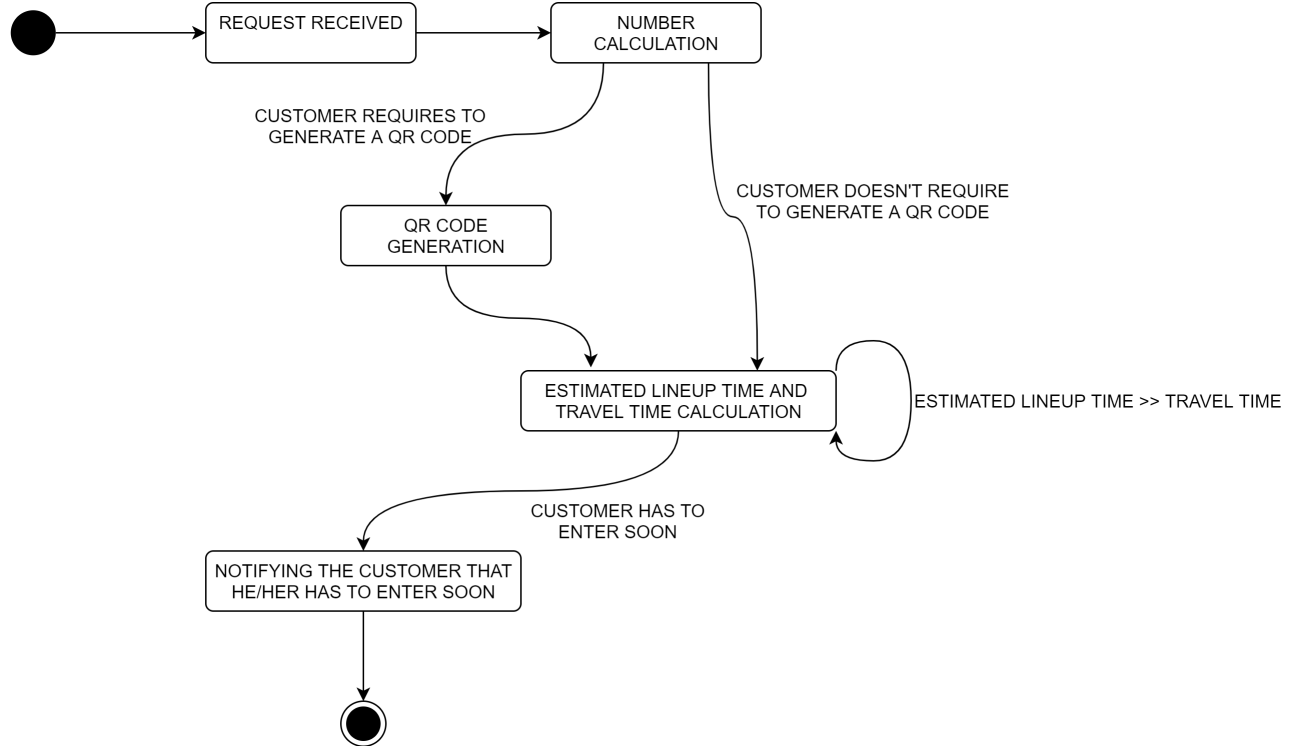 REQUEST RECEIVED
NUMBER
CALCULATION
CUSTOMER REQUIRES TO
GENERATE A QR CODE
CUSTOMER DOESN'T REQUIRE
TO GENERATE A QR CODE
QR CODE
GENERATION
ESTIMATED LINEUP TIME AND
TRAVEL TIME CALCULATION
ESTIMATED LINEUP TIME >> TRAVEL TIME
CUSTOMER HAS TO
ENTER SOON
NOTIFYING THE CUSTOMER THAT
HE/HER HAS TO ENTER SOON